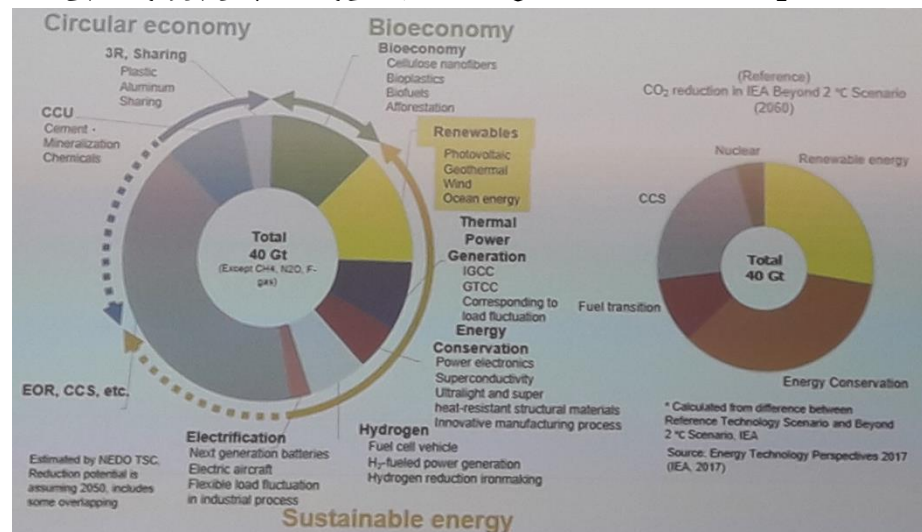 Circular economy
Bioeconomy
3R, Sharing
Plastic
Aluminum
Sharing
CCU
Cement・
Mineralization
Chemicals
Bioeconomy
Cellulose nanofibers
Bioplastics
Biofuels
Afforestation
Renewables
Photovoltaic
Geothermal
Wind
Ocean energy
Thermal
Power
Generation
IGCC
GTCC
Corresponding to
load fluctuation
Energy
Conservation
Power electronics
Superconductivity
Ultralight and super
heat-resistant structural materials
Innovative manufacturing process
Hydrogen
Fuel cell vehicle
H₂-fueled power generation
Hydrogen reduction ironmaking
Electrification
Next generation batteries
Electric aircraft
Flexible load fluctuation
in industrial process
EOR, CCS, etc.
Total
40 Gt
(Except CH4, N2O, F-
gas)
Estimated by NEDO TSC.
Reduction potential is
assuming 2050, includes
some overlapping
Sustainable energy
(Reference)
CO₂ reduction in IEA Beyond 2 ℃ Scenario
(2060)
Nuclear
Renewable energy
CCS
Total
40 Gt
Fuel transition
Energy Conservation
* Calculated from difference between
Reference Technology Scenario and Beyond
2 ℃ Scenario, IEA
Source. Energy Technology Perspectives 2017
(IEA, 2017)